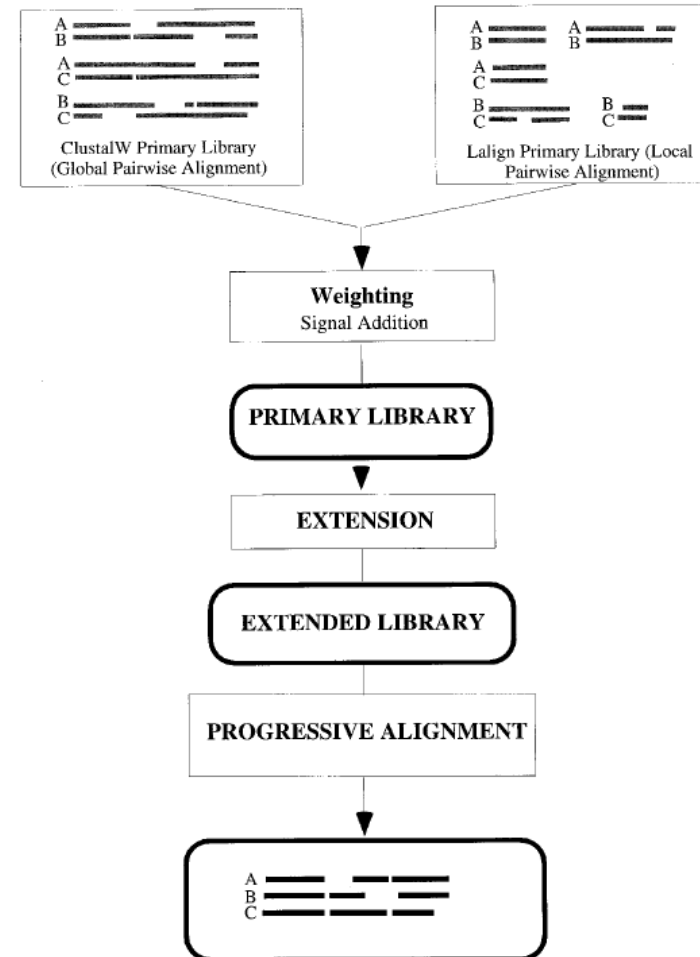 A
B
A
C
B
C
ClustalW Primary Library
(Global Pairwise Alignment)
A
B
A
B
A
C
B
C
B
C
Lalign Primary Library (Local
Pairwise Alignment)
Weighting
Signal Addition
PRIMARY LIBRARY
EXTENSION
EXTENDED LIBRARY
PROGRESSIVE ALIGNMENT
A
B
C